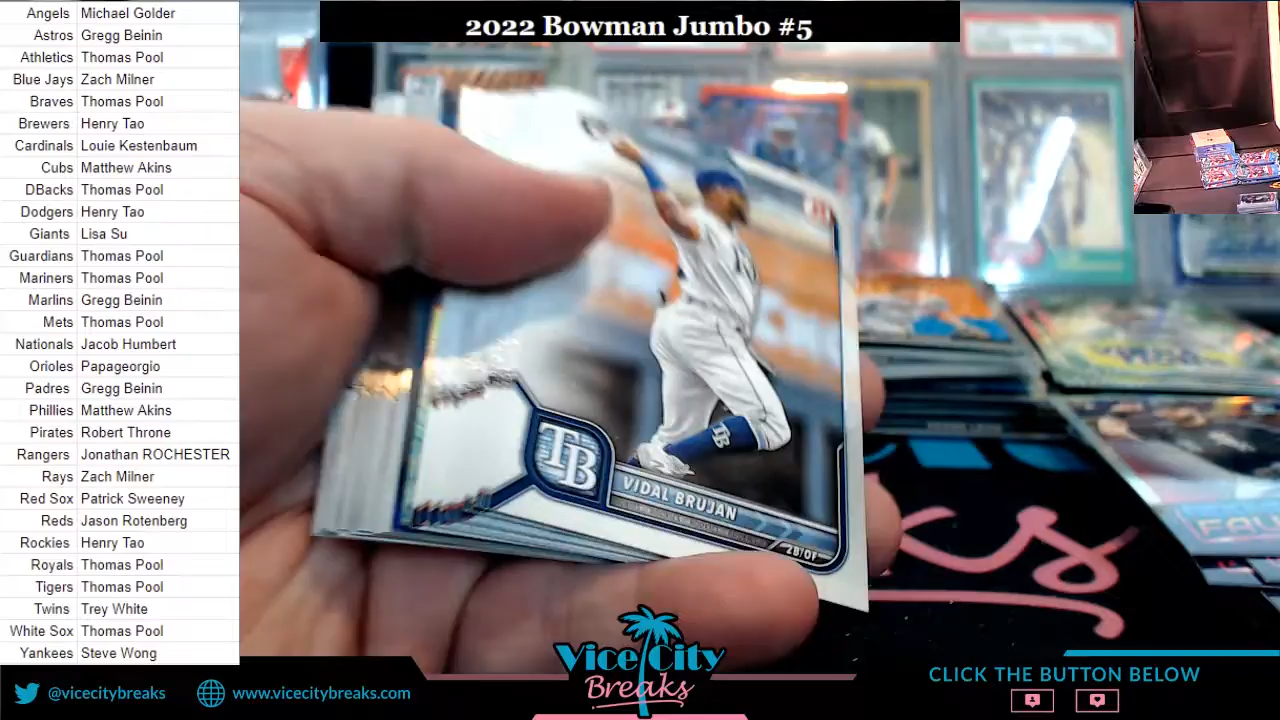 2022 Bowman Jumbo #5
Angels Michael Golder
Astros Gregg Beinin
Athletics Thomas Pool
Blue Jays Zach Milner
Braves Thomas Pool
Brewers Henry Tao
Cardinals Louie Kestenbaum
Cubs Matthew Akins
DBacks Thomas Pool
Dodgers Henry Tao
Giants Lisa Su
Guardians Thomas Pool
Mariners Thomas Pool
Marlins Gregg Beinin
Mets Thomas Pool
Nationals Jacob Humbert
Orioles Papageorgio
Padres Gregg Beinin
Phillies Matthew Akins
Pirates Robert Throne
Rangers Jonathan ROCHESTER
Rays Zach Milner
Red Sox Patrick Sweeney
Reds Jason Rotenberg
Rockies Henry Tao
Royals Thomas Pool
Tigers Thomas Pool
Twins Trey White
White Sox Thomas Pool
Yankees Steve Wong
TB
VIDAL BRUJAN
2B/OF
Vice City
Breaks
@vicecitybreaks
www.vicecitybreaks.com
CLICK THE BUTTON BELOW